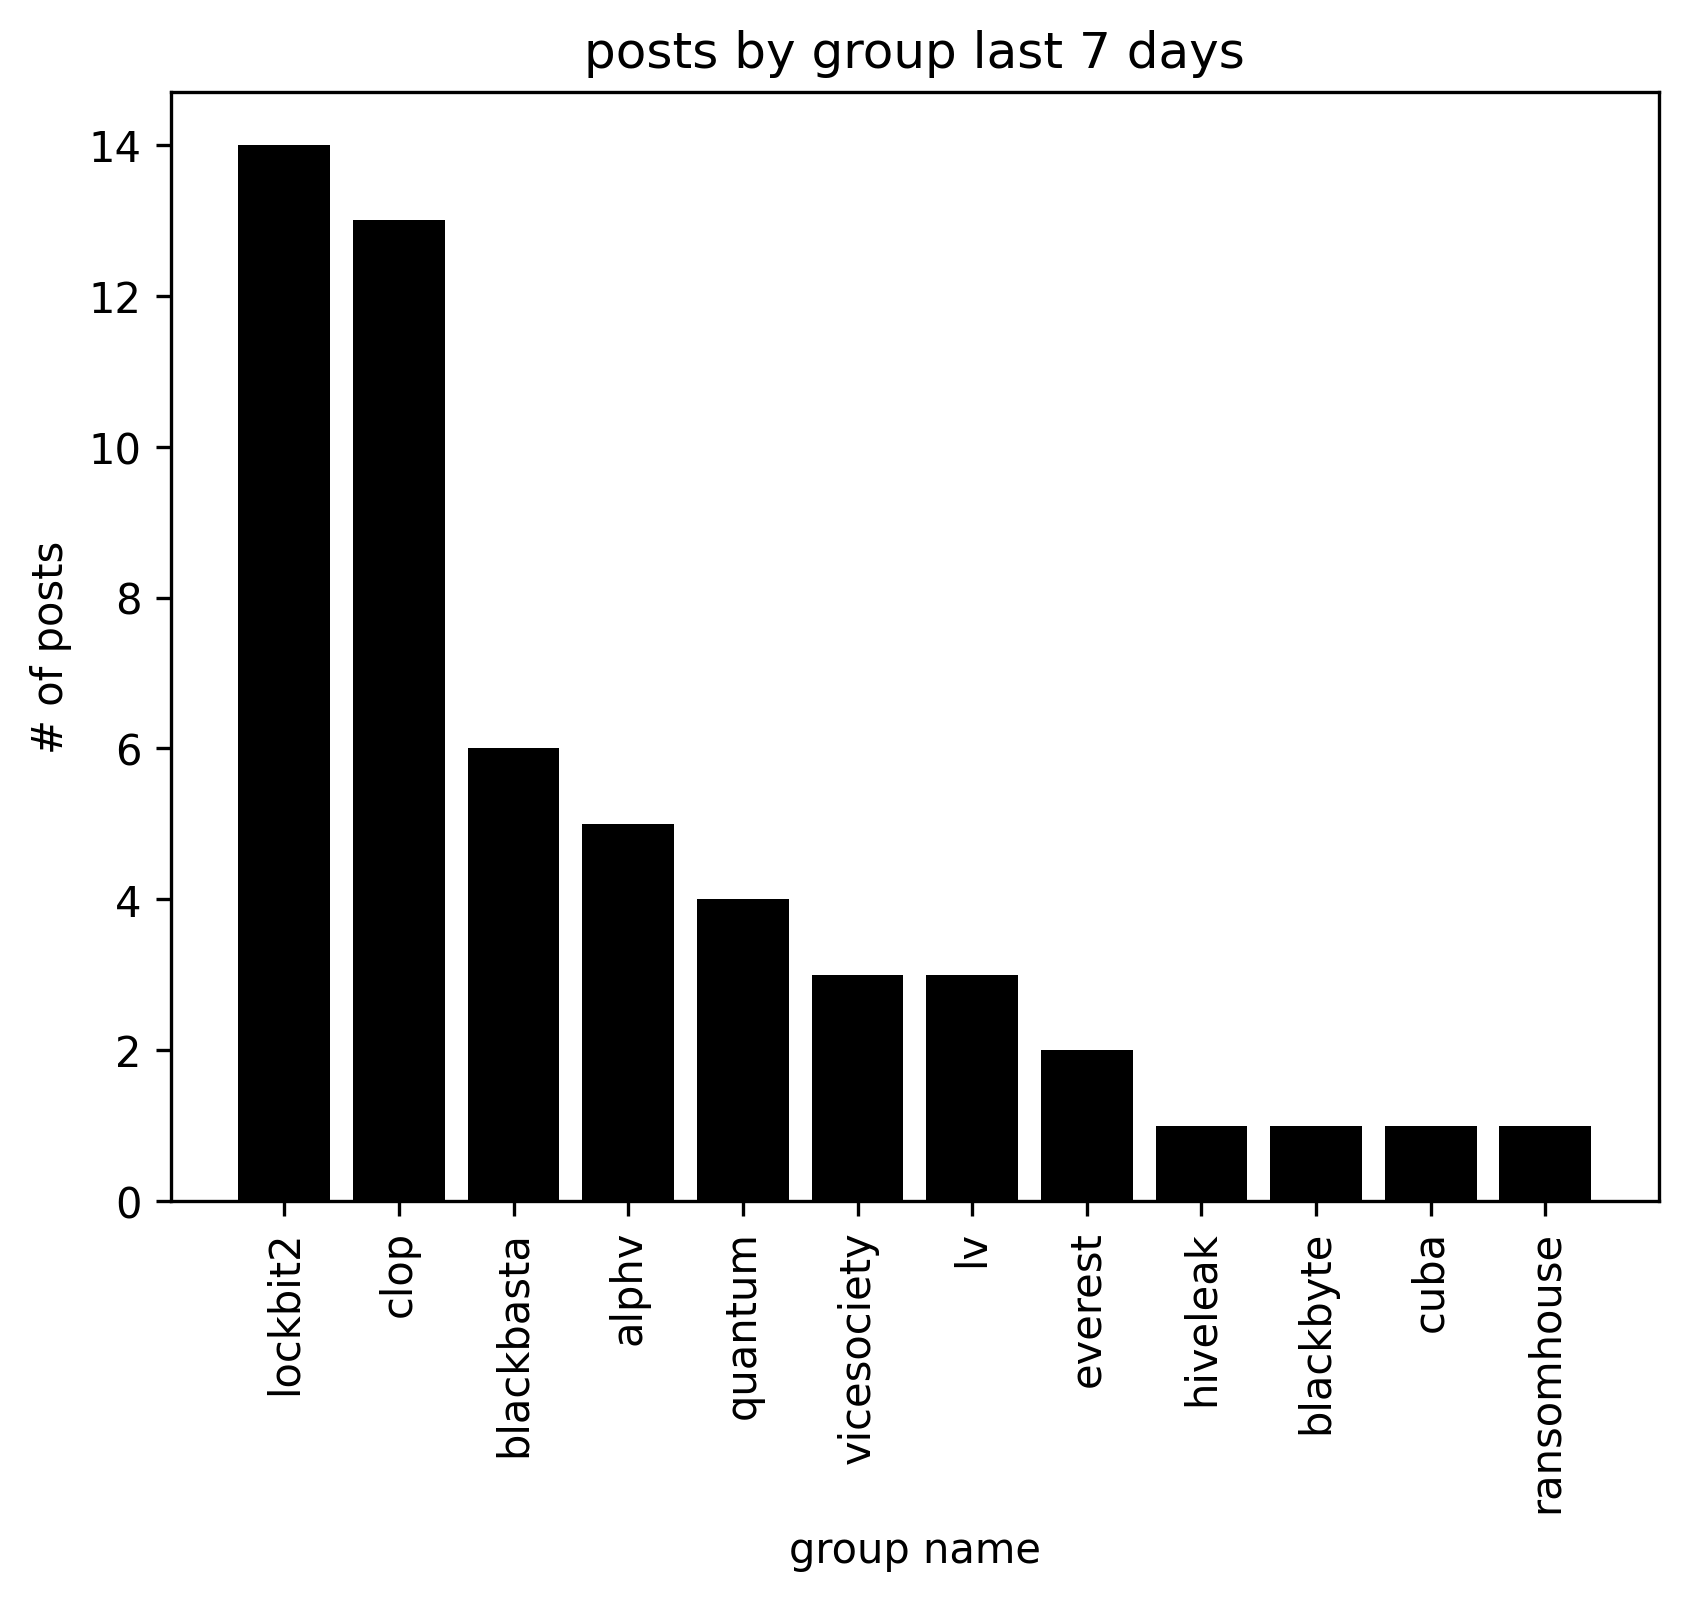 posts by group last 7 days
14
12
10
8
6
4
2
0
# of posts
lockbit2
clop
blackbasta
alphv
quantum
vicesociety
lv
everest
hiveleak
blackbyte
cuba
ransomhouse
group name